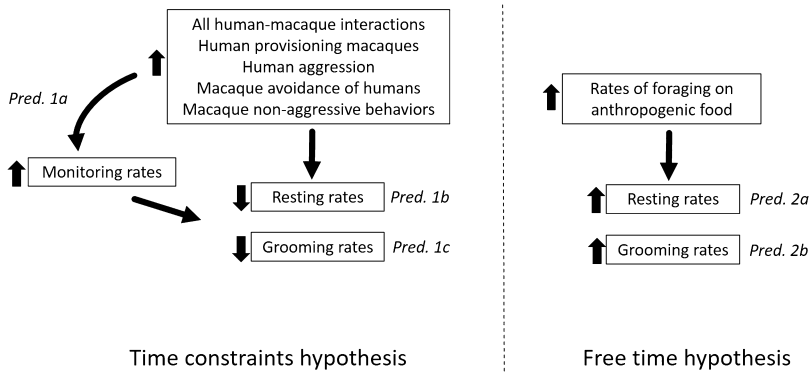 All human-macaque interactions
Human provisioning macaques
Human aggression
Macaque avoidance of humans
Macaque non-aggressive behaviors
Pred. 1a
Monitoring rates
Resting rates
Pred. 1b
Grooming rates
Pred. 1c
Time constraints hypothesis
Rates of foraging on
anthropogenic food
Resting rates
Pred. 2a
Grooming rates
Pred. 2b
Free time hypothesis